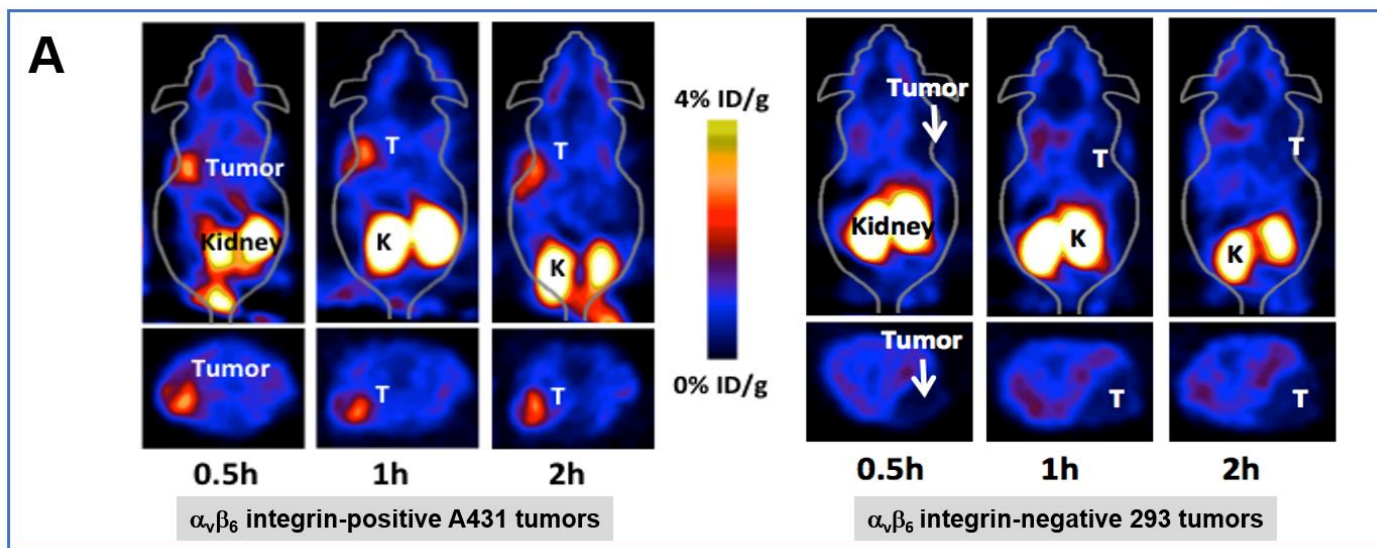 A
Tumor
Kidney
T
K
T
K
4% ID/g
0% ID/g
Tumor
Kidney
T
K
T
K
Tumor
T
T
Tumor
T
T
0.5h
1h
2h
0.5h
1h
2h
αvβ6 integrin-positive A431 tumors
αvβ6 integrin-negative 293 tumors